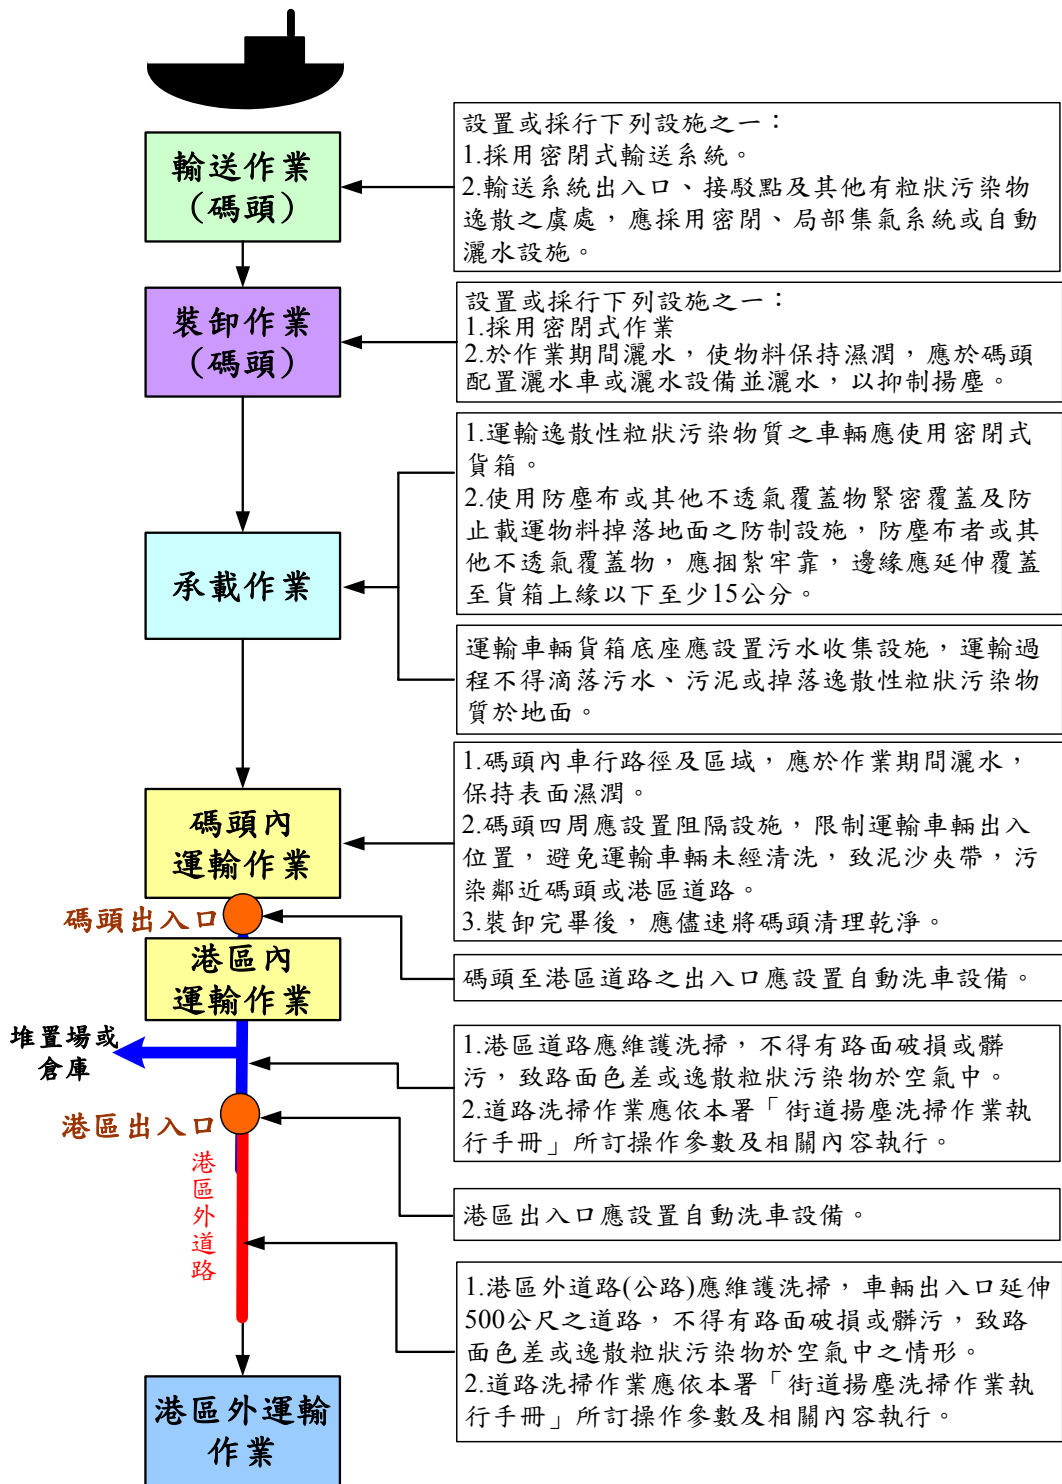 設置或採行下列設施之一：
1.採用密閉式輸送系統。
2.輸送系統出入口、接駁點及其他有粒狀污染物
逸散之虞處，應採用密閉、局部集氣系統或自動
灑水設施。
輸送作業
（碼頭）
設置或採行下列設施之一：
1.採用密閉式作業
2.於作業期間灑水，使物料保持濕潤，應於碼頭
配置灑水車或灑水設備並灑水，以抑制揚塵。
裝卸作業
（碼頭）
1.運輸逸散性粒狀污染物質之車輛應使用密閉式
貨箱。
2.使用防塵布或其他不透氣覆蓋物緊密覆蓋及防
止載運物料掉落地面之防制設施，防塵布者或其
他不透氣覆蓋物，應捆紮牢靠，邊緣應延伸覆蓋
至貨箱上緣以下至少15公分。
承載作業
運輸車輛貨箱底座應設置污水收集設施，運輸過
程不得滴落污水、污泥或掉落逸散性粒狀污染物
質於地面。
1.碼頭內車行路徑及區域，應於作業期間灑水，
保持表面濕潤。
2.碼頭四周應設置阻隔設施，限制運輸車輛出入
位置，避免運輸車輛未經清洗，致泥沙夾帶，污
染鄰近碼頭或港區道路。
3.裝卸完畢後，應儘速將碼頭清理乾淨。
碼頭內
運輸作業
碼頭出入口
碼頭至港區道路之出入口應設置自動洗車設備。
港區內
運輸作業
堆置場或
倉庫
1.港區道路應維護洗掃，不得有路面破損或髒
污，致路面色差或逸散粒狀污染物於空氣中。
2.道路洗掃作業應依本署「街道揚塵洗掃作業執
行手冊」所訂操作參數及相關內容執行。
港區出入口
港區出入口應設置自動洗車設備。
港區外道路
1.港區外道路(公路)應維護洗掃，車輛出入口延伸
500公尺之道路，不得有路面破損或髒污，致路
面色差或逸散粒狀污染物於空氣中之情形。
2.道路洗掃作業應依本署「街道揚塵洗掃作業執
行手冊」所訂操作參數及相關內容執行。
港區外運輸
作業